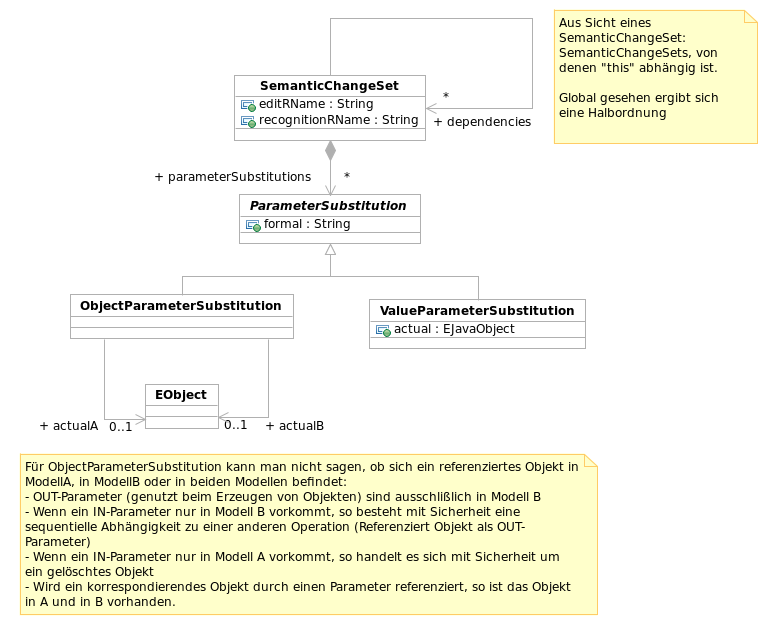 Aus Sicht eines
SemanticChangeSet:
SemanticChangeSets, von
denen "this" abhängig ist.
Global gesehen ergibt sich
eine Halbordnung
SemanticChangeSet
editRName : String
recognitionRName : String
*
+ dependencies
+ parameterSubstitutions
*
ParameterSubstitution
formal : String
ObjectParameterSubstitution
ValueParameterSubstitution
actual : EJavaObject
EObject
+ actualA
0..1
0..1
+ actualB
Für ObjectParameterSubstitution kann man nicht sagen, ob sich ein referenziertes Objekt in
ModellA, in ModellB oder in beiden Modellen befindet:
- OUT-Parameter (genutzt beim Erzeugen von Objekten) sind ausschlißlich in Modell B
- Wenn ein IN-Parameter nur in Modell B vorkommt, so besteht mit Sicherheit eine
sequentielle Abhängigkeit zu einer anderen Operation (Referenziert Objekt als OUT-
Parameter)
- Wenn ein IN-Parameter nur in Modell A vorkommt, so handelt es sich mit Sicherheit um
ein gelöschtes Objekt
- Wird ein korrespondierendes Objekt durch einen Parameter referenziert, so ist das Objekt
in A und in B vorhanden.